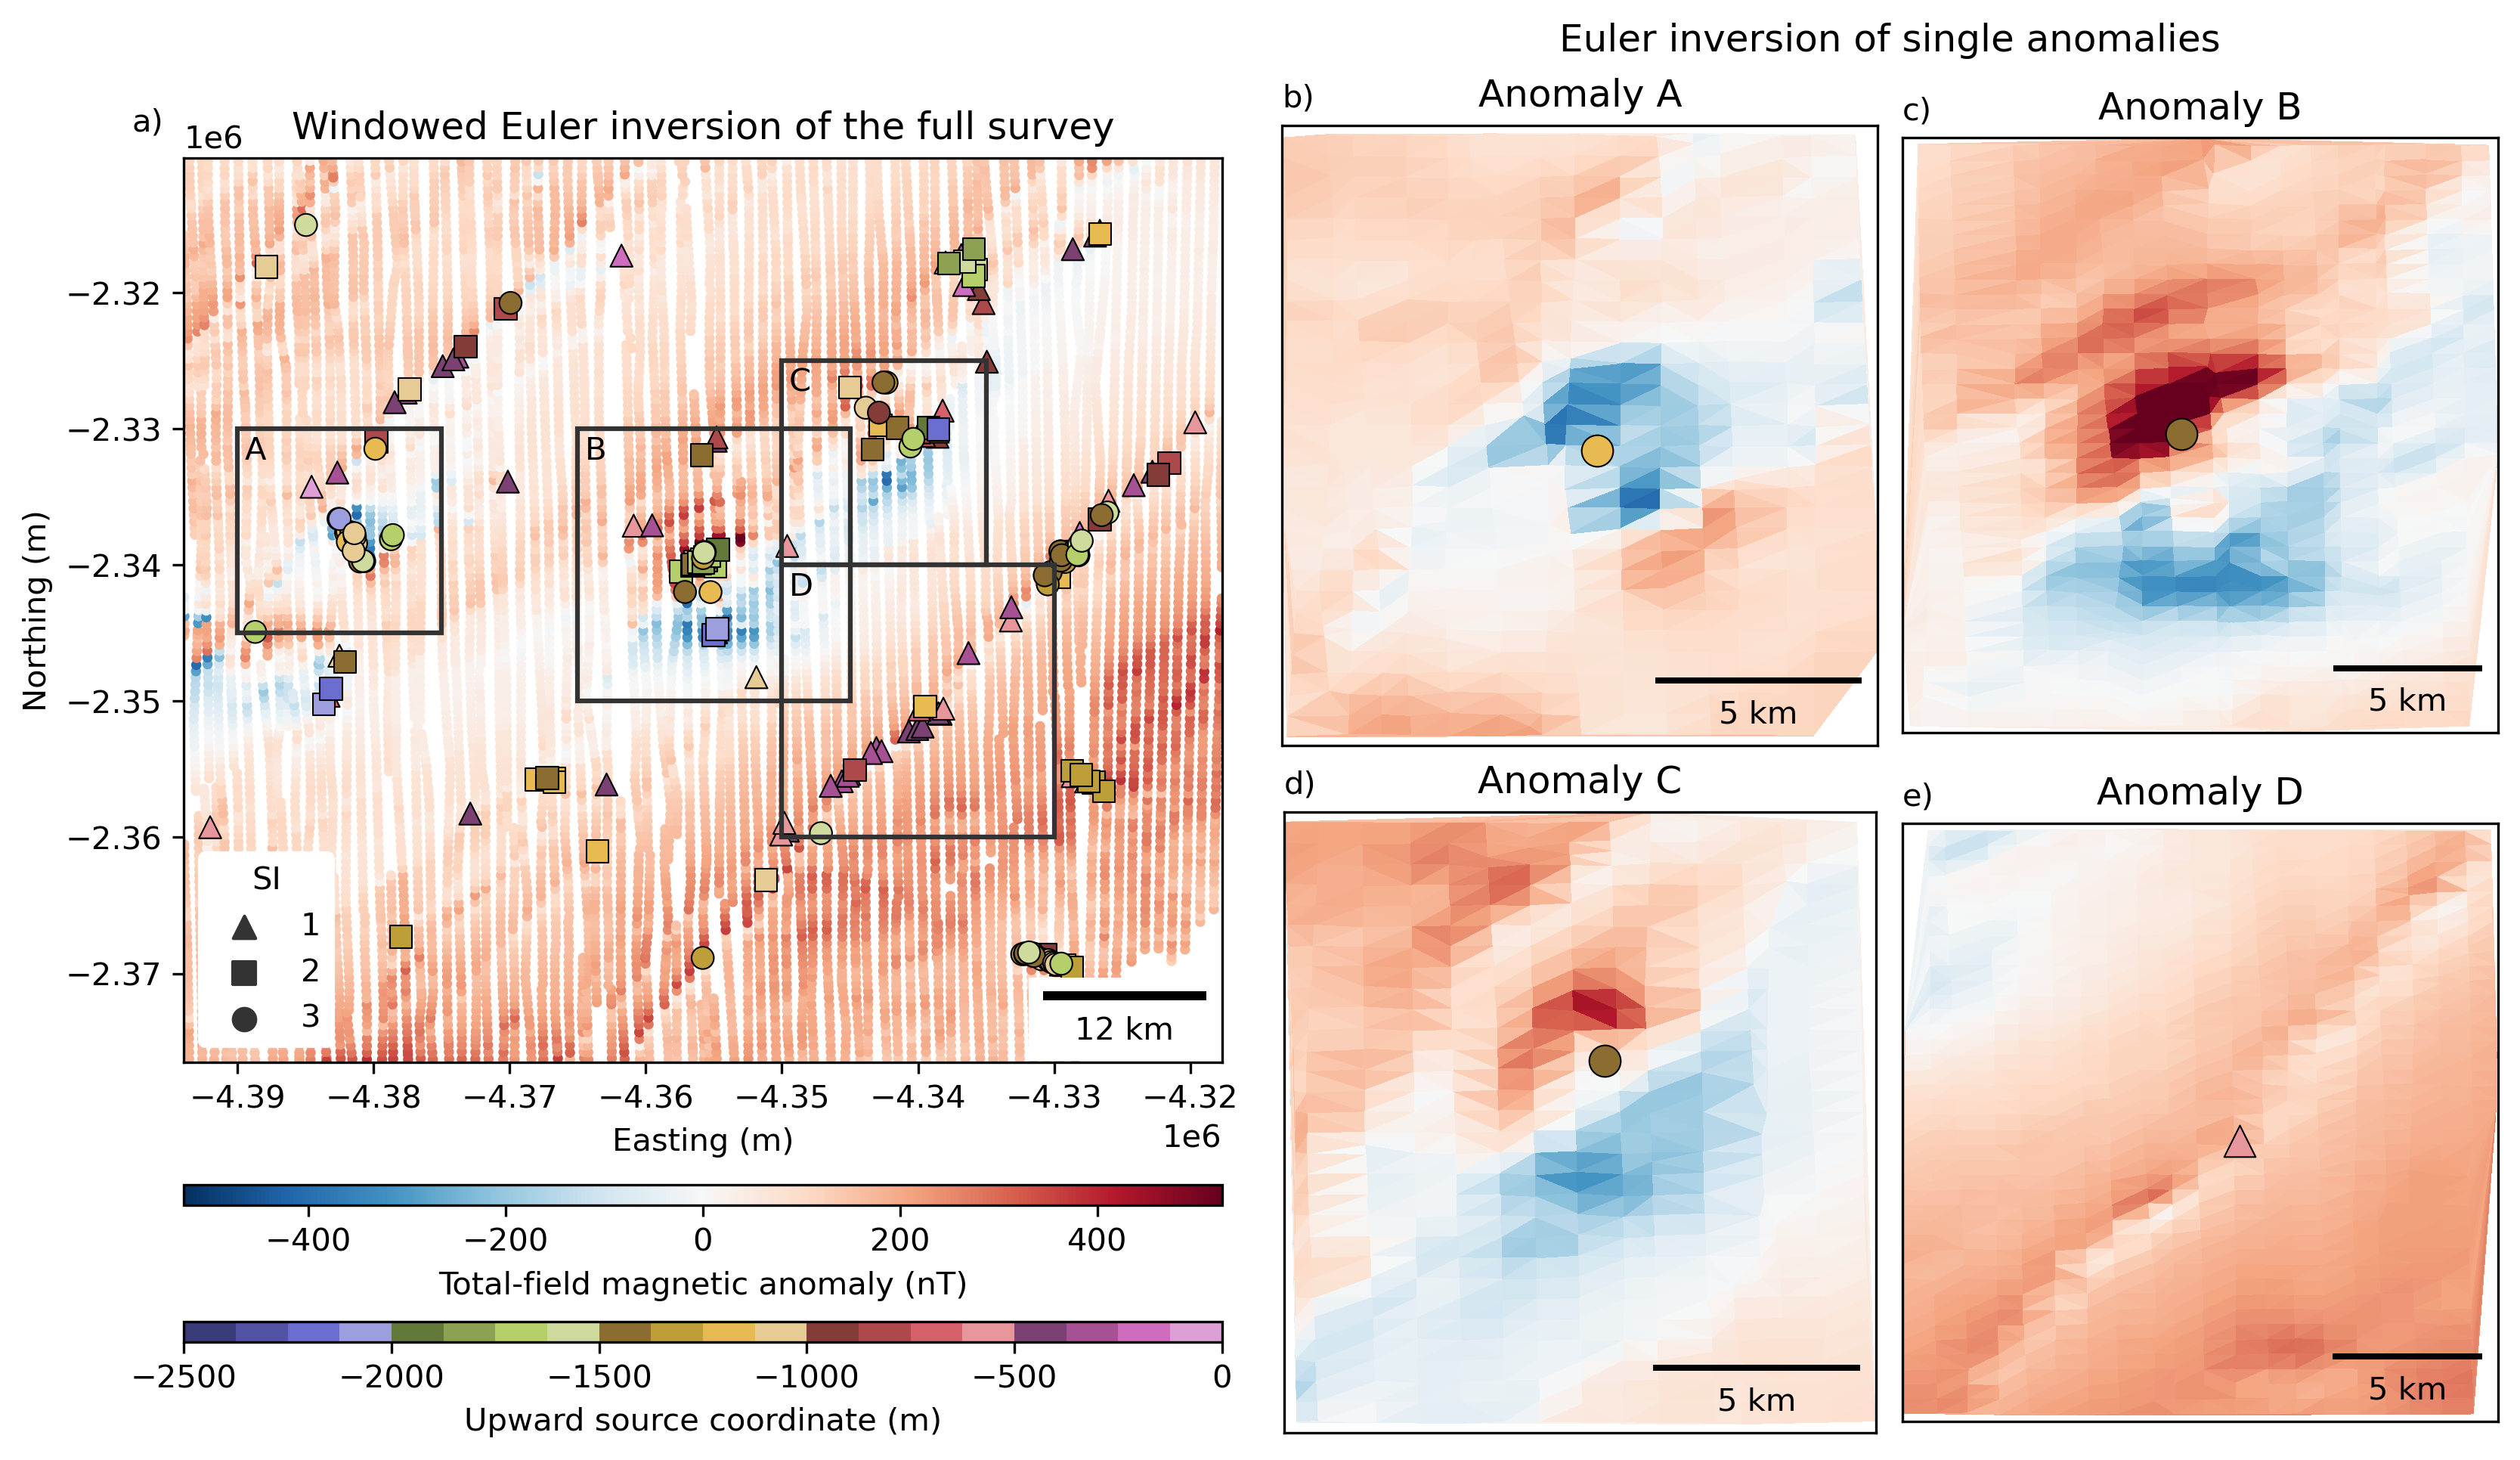 Euler inversion of single anomalies
a)
1e6
Windowed Euler inversion of the full survey
−2.32
−2.33
−2.34
−2.35
−2.36
−2.37
Northing (m)
A
B
C
D
SI
1
2
3
12 km
−4.39 −4.38 −4.37 −4.36 −4.35 −4.34 −4.33 −4.32
Easting (m)
1e6
−400 −200 0 200 400
Total-field magnetic anomaly (nT)
−2500 −2000 −1500 −1000 −500 0
Upward source coordinate (m)
b)
Anomaly A
5 km
c)
Anomaly B
5 km
d)
Anomaly C
5 km
e)
Anomaly D
5 km